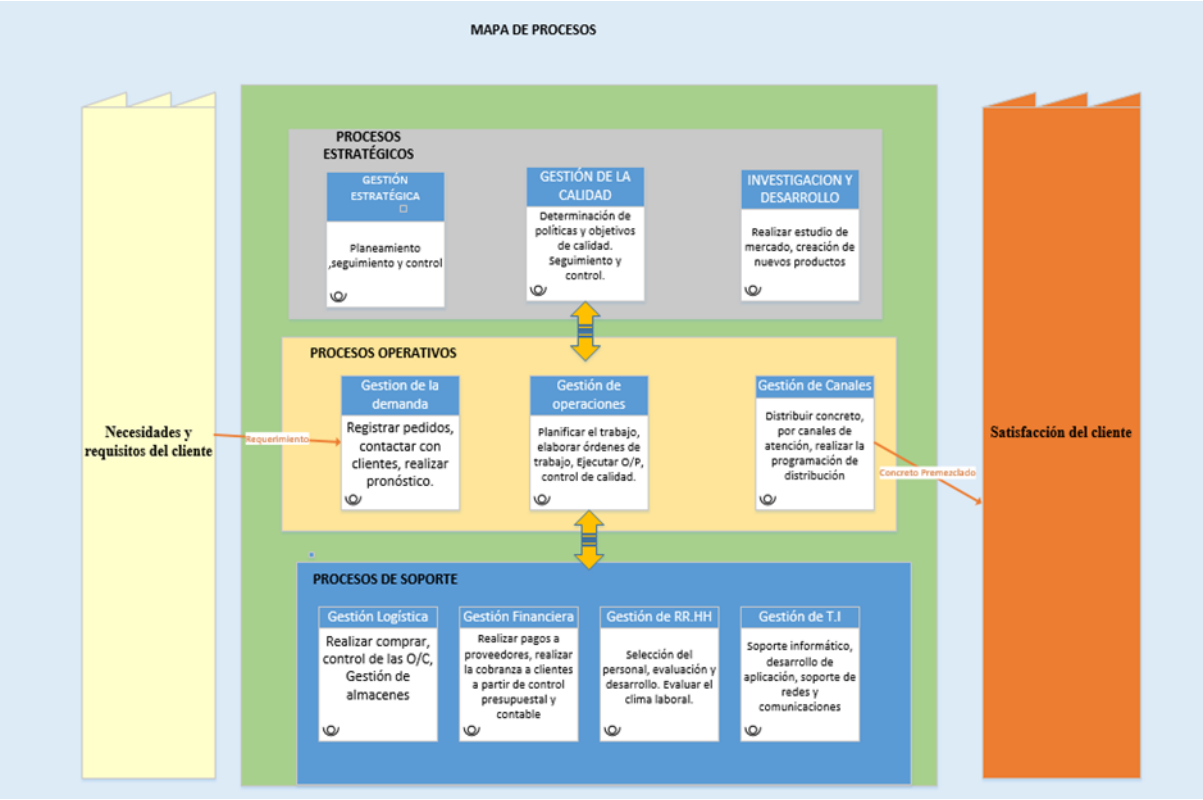 MAPA DE PROCESOS
PROCESOS
ESTRATÉGICOS
GESTIÓN
ESTRATÉGICA
Planeamiento
,seguimiento y control
GESTIÓN DE LA
CALIDAD
Determinación de
políticas y objetivos
de calidad.
Seguimiento y
control.
INVESTIGACION Y
DESARROLLO
Realizar estudio de
mercado, creación de
nuevos productos
Necesidades y
requisitos del cliente
Requerimiento
PROCESOS OPERATIVOS
Gestion de la
demanda
Registrar pedidos,
contactar con
clientes, realizar
pronóstico.
Gestión de
operaciones
Planificar el trabajo,
elaborar órdenes de
trabajo, Ejecutar O/P,
control de calidad.
Gestión de Canales
Distribuir concreto,
por canales de
atención, realizar la
programación de
distribución
Concreto Premezclado
Satisfacción del cliente
PROCESOS DE SOPORTE
Gestión Logística
Realizar comprar,
control de las O/C,
Gestión de
almacenes
Gestión Financiera
Realizar pagos a
proveedores, realizar
la cobranza a clientes
a partir de control
presupuestal y
contable
Gestión de RR.HH
Selección del
personal, evaluación y
desarrollo. Evaluar el
clima laboral.
Gestión de T.I
Soporte informático,
desarrollo de
aplicación, soporte de
redes y
comunicaciones